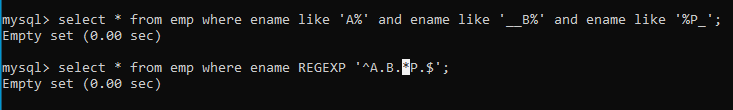 mysql> select * from emp where ename like 'A%' and ename like '__B%' and ename like '%P_';
Empty set (0.00 sec)
mysql> select * from emp where ename REGEXP '^A.B.*P.$';
Empty set (0.00 sec)